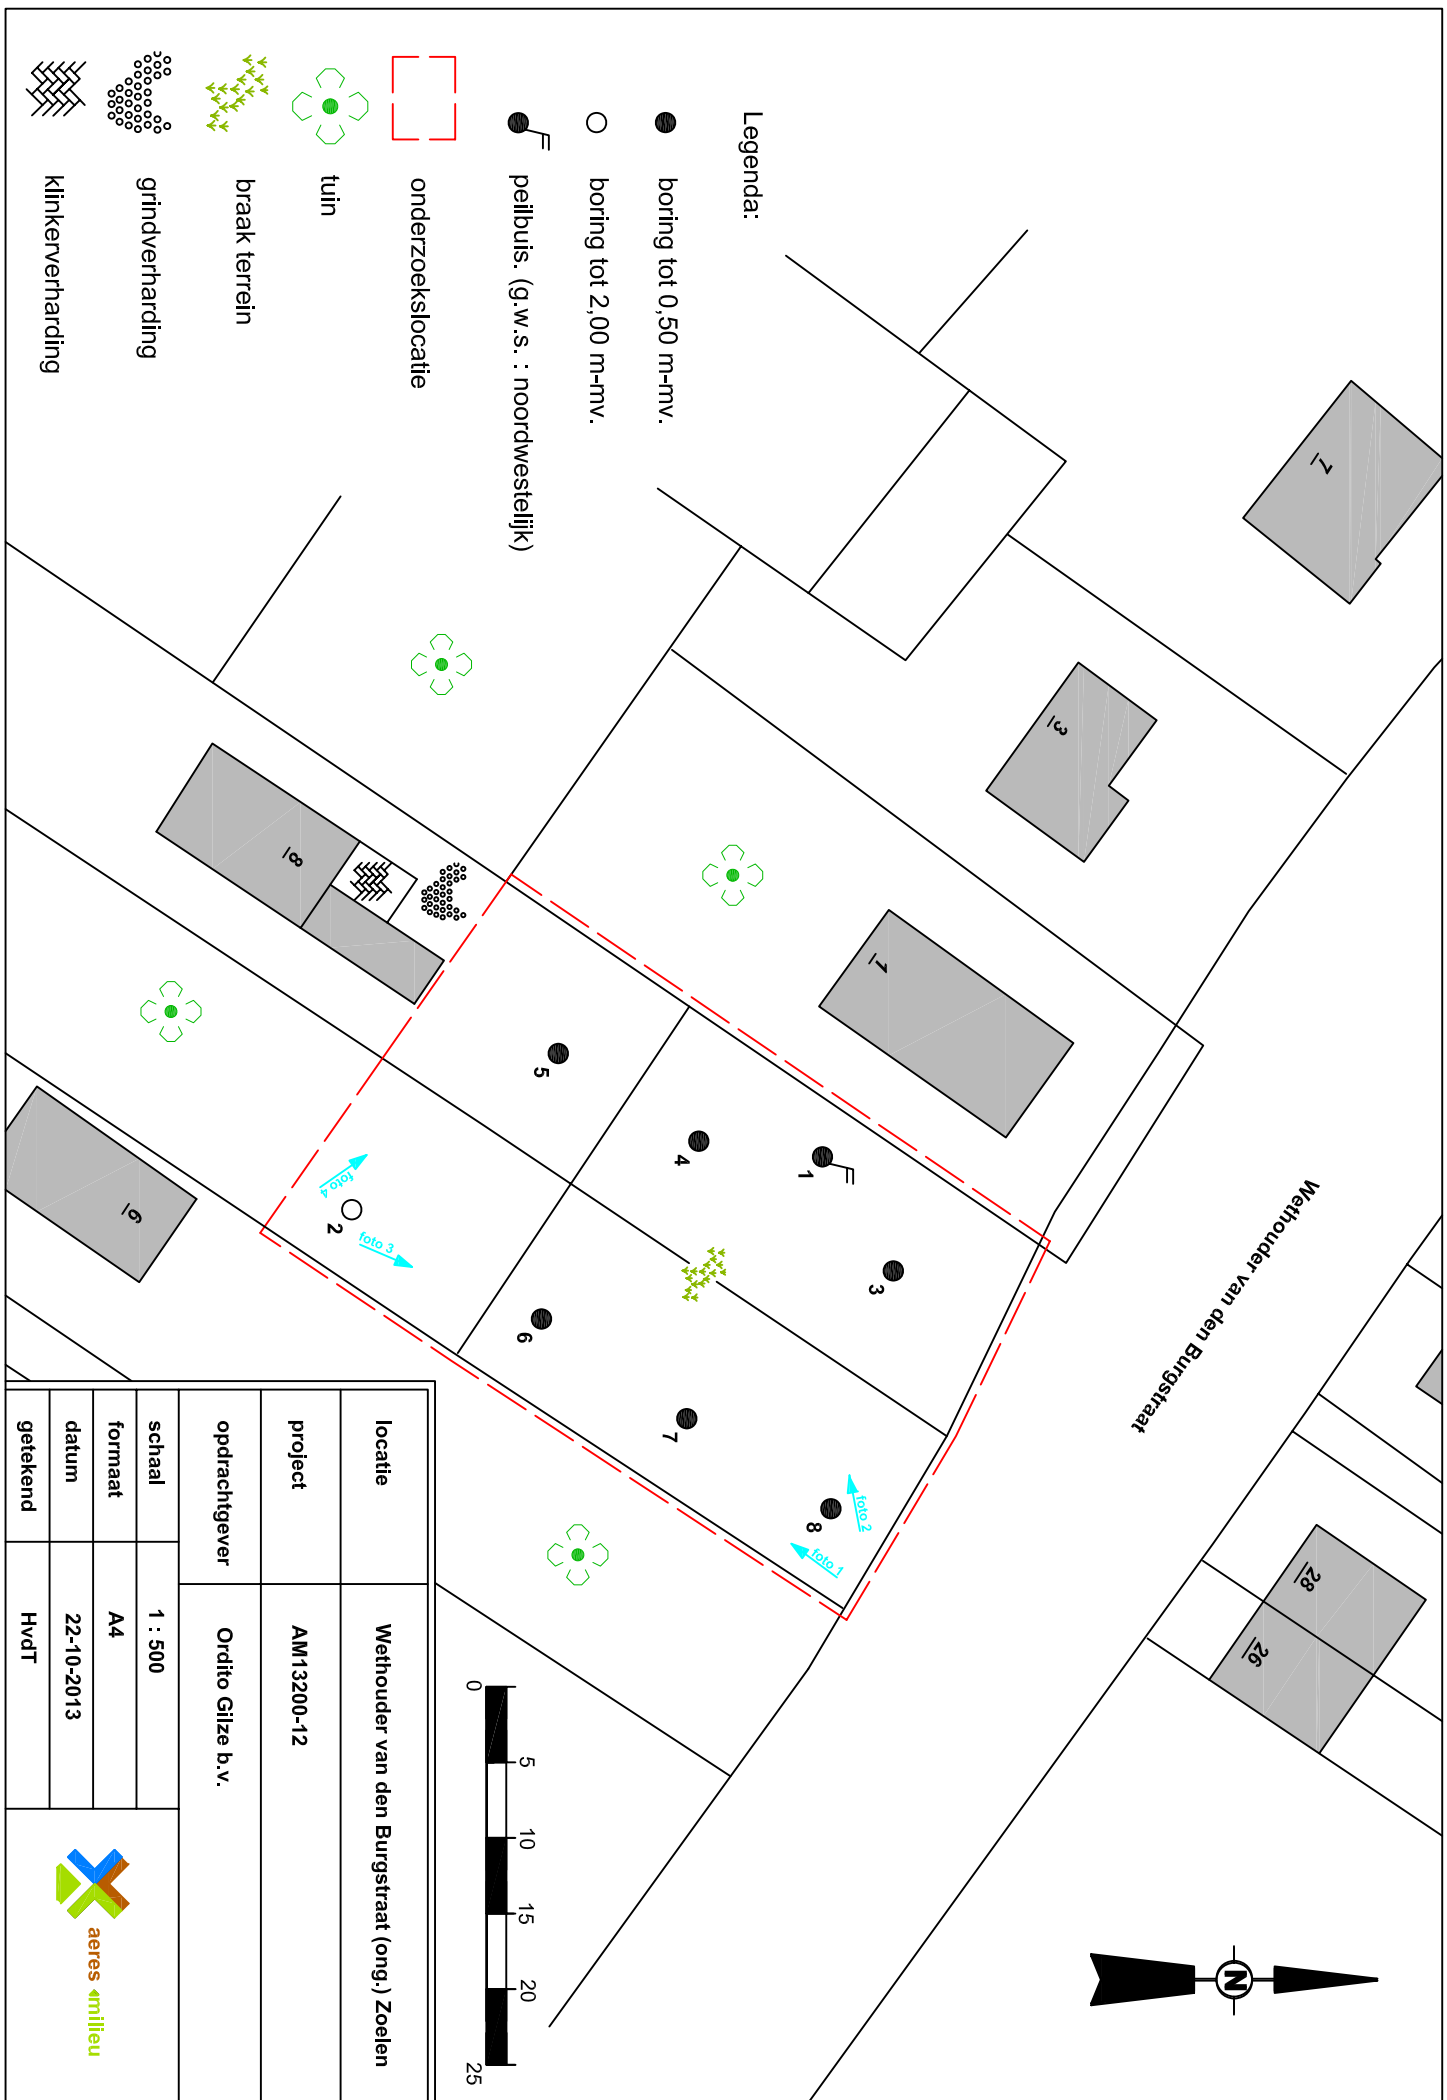 Legenda:
boring tot 0,50 m-mv.
boring tot 2,00 m-mv.
peilbuis. (g.w.s. : noordwestelijk)
onderzoekslocatie
tuin
braak terrein
grindverharding
klinkerverharding
7
3
1
8
6
28
26
Wethouder van den Burgstraat
1
2
3
4
5
6
7
8
foto 1
foto 2
foto 3
foto 4
N
0 5 10 15 20 25
locatie Wethouder van den Burgstraat (ong.) Zoelen
project AM13200-12
opdrachtgever Ordito Gilze b.v.
schaal 1 : 500
formaat A4
datum 22-10-2013
getekend HvdT
aeres milieu